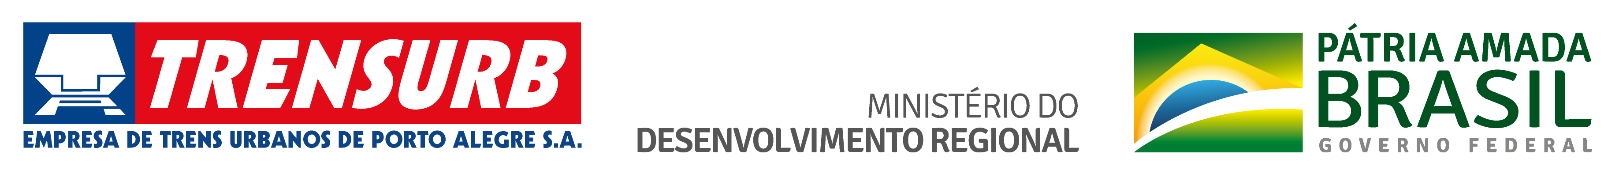 TRENSURB
EMPRESA DE TRENS URBANOS DE PORTO ALEGRE S.A.
MINISTÉRIO DO
DESENVOLVIMENTO REGIONAL
PÁTRIA AMADA
BRASIL
GOVERNO FEDERAL